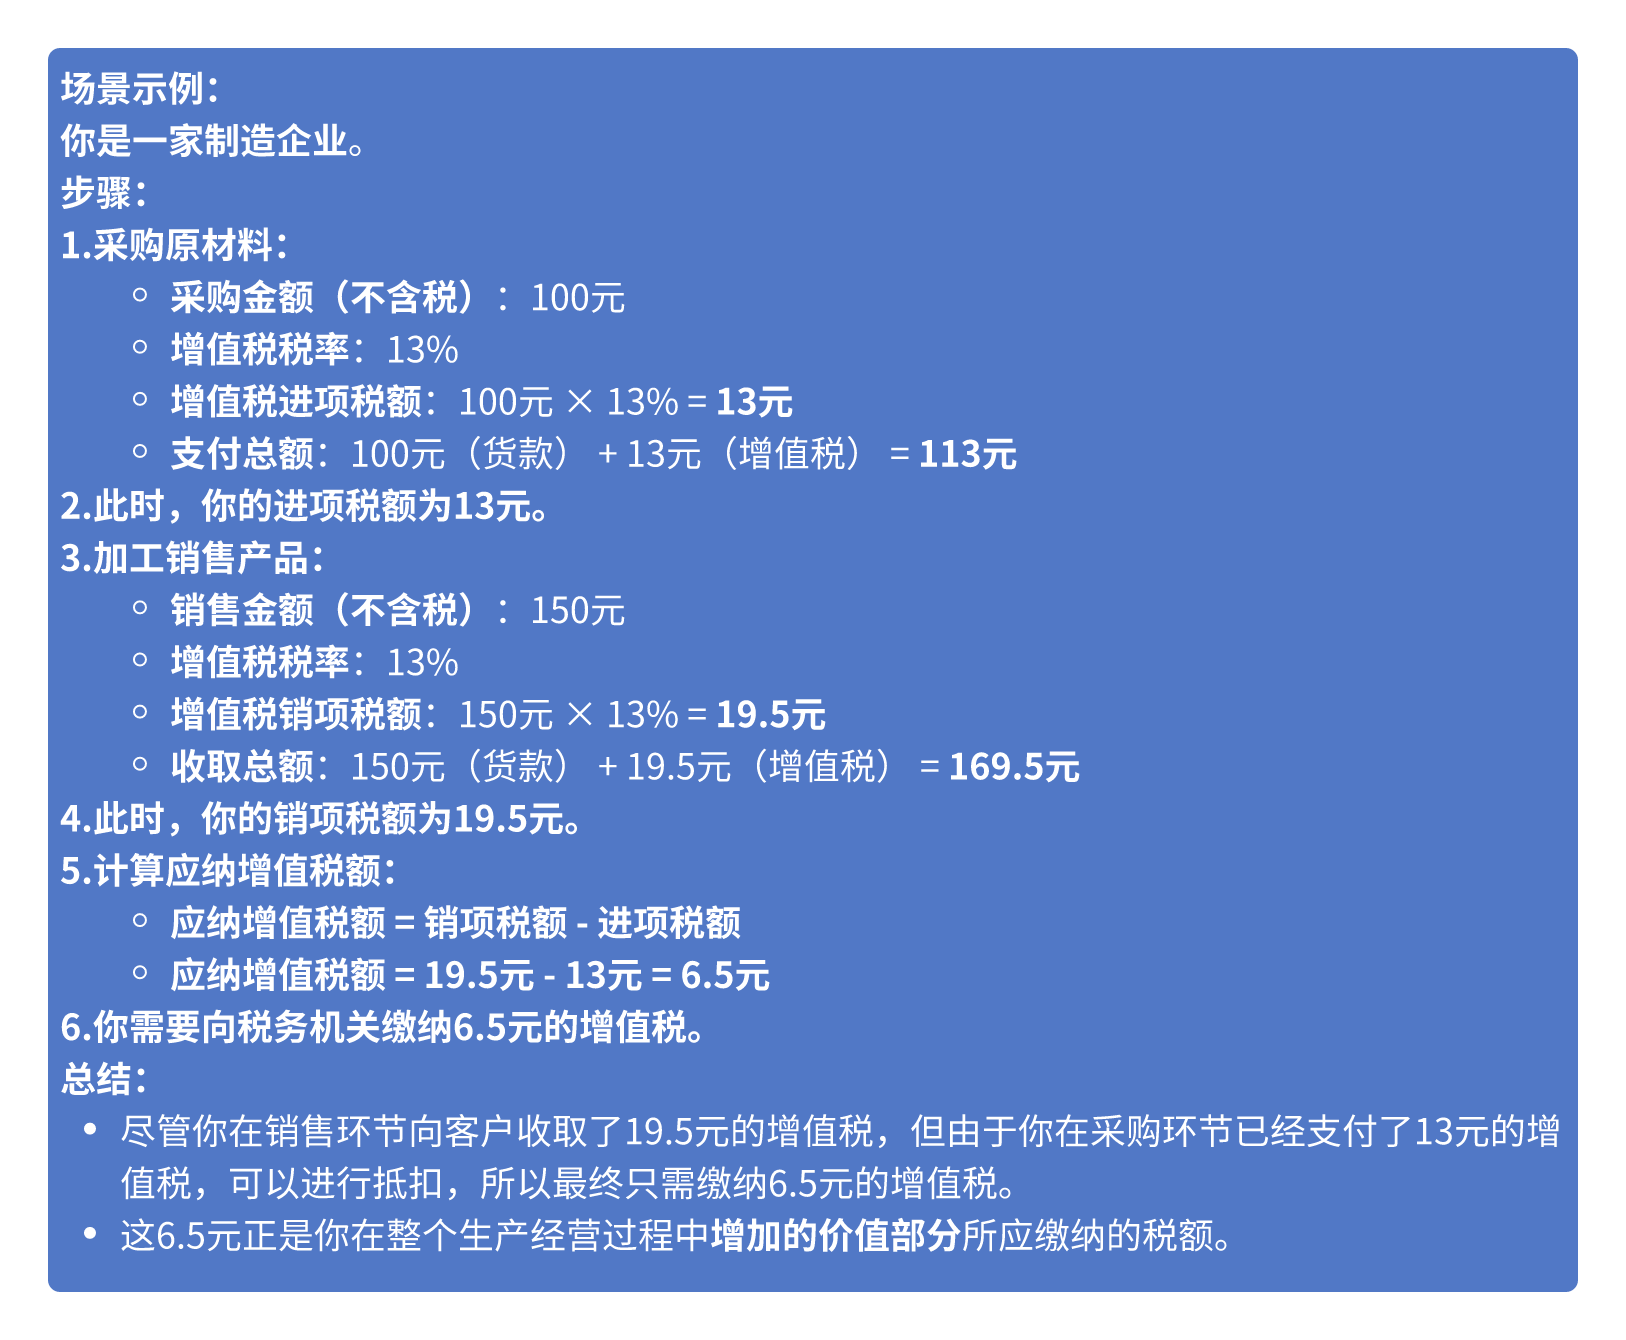 场景示例：
你是一家制造企业。
步骤：
1.采购原材料：
○ 采购金额（不含税）：100元
○ 增值税税率：13%
○ 增值税进项税额：100元 × 13% = 13元
○ 支付总额：100元（货款） + 13元（增值税） = 113元
2.此时，你的进项税额为13元。
3.加工销售产品：
○ 销售金额（不含税）：150元
○ 增值税税率：13%
○ 增值税销项税额：150元 × 13% = 19.5元
○ 收取总额：150元（货款） + 19.5元（增值税） = 169.5元
4.此时，你的销项税额为19.5元。
5.计算应纳增值税额：
○ 应纳增值税额 = 销项税额 - 进项税额
○ 应纳增值税额 = 19.5元 - 13元 = 6.5元
6.你需要向税务机关缴纳6.5元的增值税。
总结：
• 尽管你在销售环节向客户收取了19.5元的增值税，但由于你在采购环节已经支付了13元的增
值税，可以进行抵扣，所以最终只需缴纳6.5元的增值税。
• 这6.5元正是你在整个生产经营过程中增加的价值部分所应缴纳的税额。